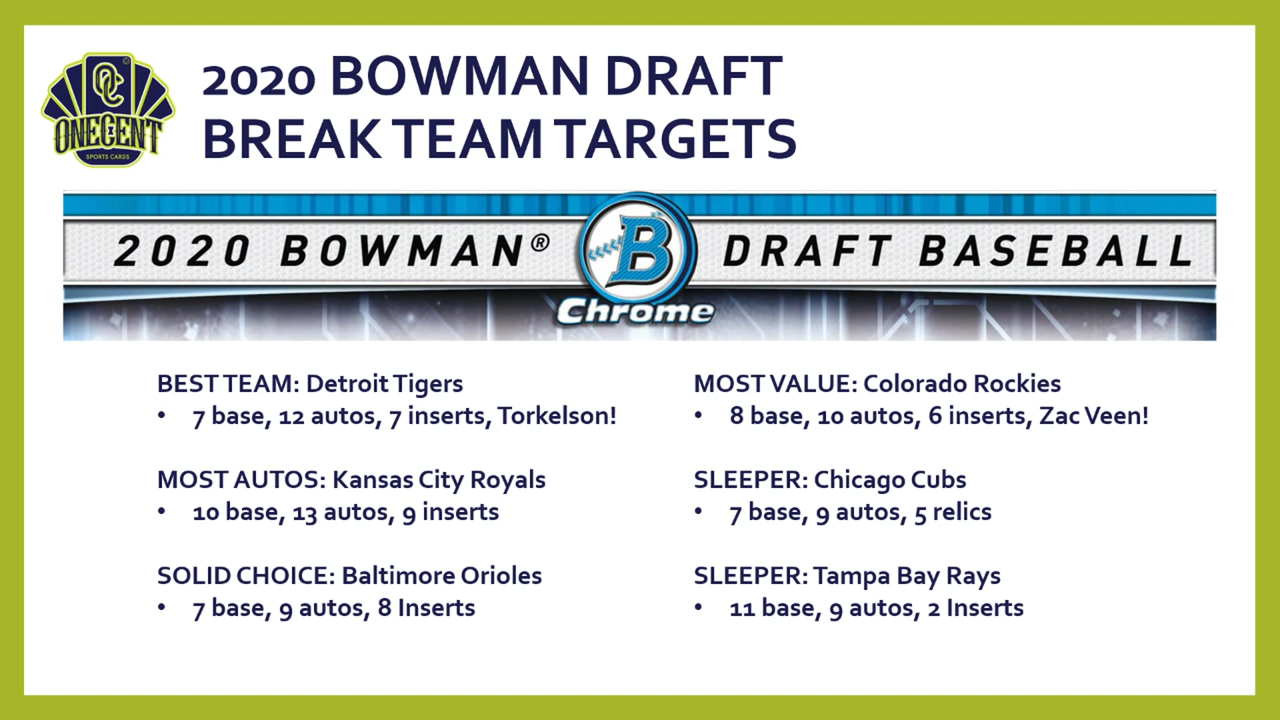 OC
ONECENT
SPORTS CARDS
2020 BOWMAN DRAFT
BREAK TEAM TARGETS
2020 BOWMAN® B DRAFT BASEBALL
Chrome
BEST TEAM: Detroit Tigers
• 7 base, 12 autos, 7 inserts, Torkelson!
MOST AUTOS: Kansas City Royals
• 10 base, 13 autos, 9 inserts
SOLID CHOICE: Baltimore Orioles
• 7 base, 9 autos, 8 Inserts
MOST VALUE: Colorado Rockies
• 8 base, 10 autos, 6 inserts, Zac Veen!
SLEEPER: Chicago Cubs
• 7 base, 9 autos, 5 relics
SLEEPER: Tampa Bay Rays
• 11 base, 9 autos, 2 Inserts